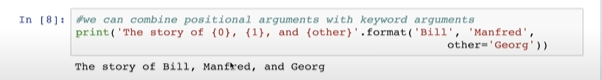 In [8]: #we can combine positional arguments with keyword arguments
print('The story of {0}, {1}, and {other}'.format('Bill', 'Manfred',
other='Georg'))
The story of Bill, Manfred, and Georg